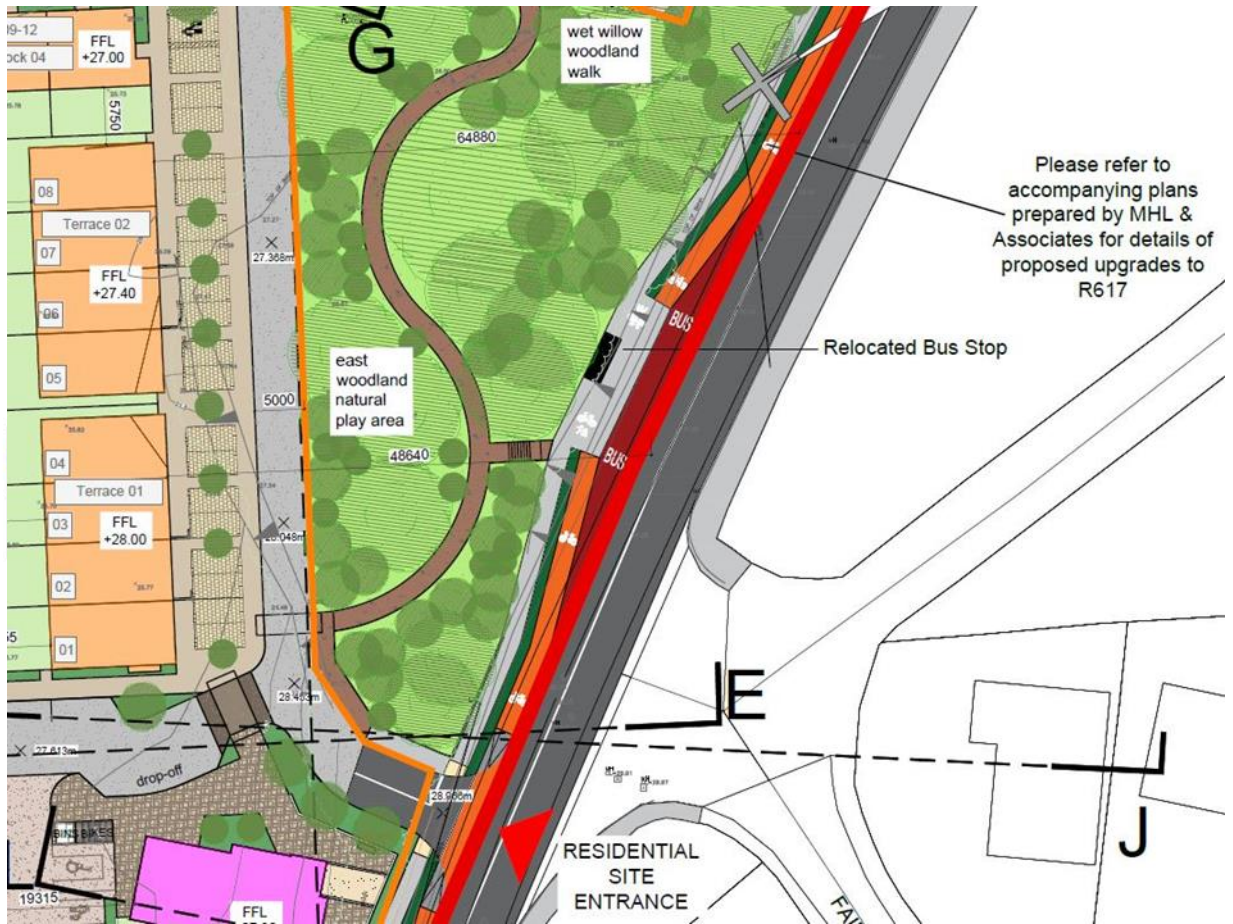 09-12
ock 04
FFL
+27.00
G
wet willow
woodland
walk
5750
64880
Please refer to
accompanying plans
prepared by MHL &
Associates for details of
proposed upgrades to
R617
08
Terrace 02
07
27.368m
FFL
+27.40
06
BUS
Relocated Bus Stop
05
east
woodland
natural
play area
5000
48640
BUS
04
Terrace 01
03
FFL
+28.00
02
01
E
27.613m
drop-off
28.966m
BINS
BIKES
RESIDENTIAL
SITE
ENTRANCE
J
19315
FFL